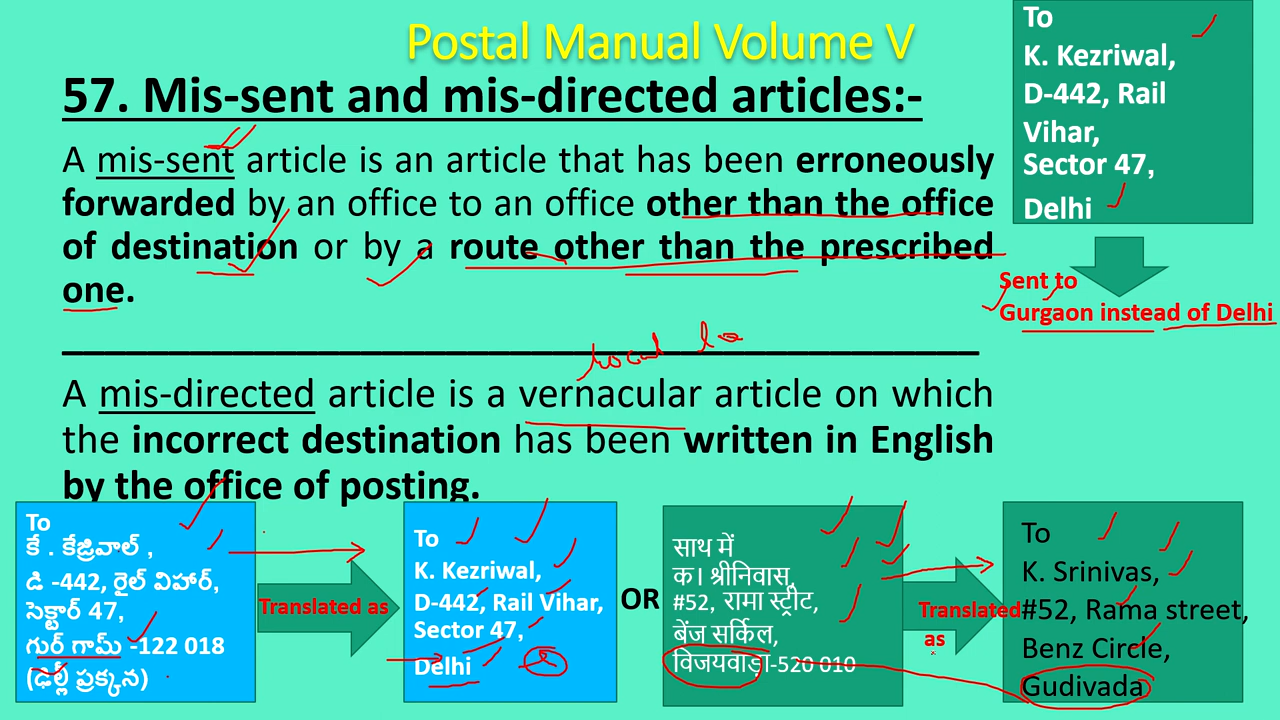 Postal Manual Volume V
57. Mis-sent and mis-directed articles:-
A mis-sent article is an article that has been erroneously
forwarded by an office to an office other than the office
of destination or by a route other than the prescribed
one.
To
K. Kezriwal,
D-442, Rail
Vihar,
Sector 47,
Delhi
Sent to
Gurgaon instead of Delhi
local
A mis-directed article is a vernacular article on which
the incorrect destination has been written in English
by the office of posting.
To
కే . కేజ్రివాల్ ,
డి -442, రైల్ విహార్,
సెక్టార్ 47,
గుర్ గామ్ -122 018
(ఢిల్లీ ప్రక్కన)
Translated as
To
K. Kezriwal,
D-442, Rail Vihar,
Sector 47,
Delhi
OR
साथ में
क। श्रीनिवास,
#52, रामा स्ट्रीट,
बेंज सर्किल,
विजयवाड़ा-520 010
Translated
as
To
K. Srinivas,
#52, Rama street,
Benz Circle,
Gudivada